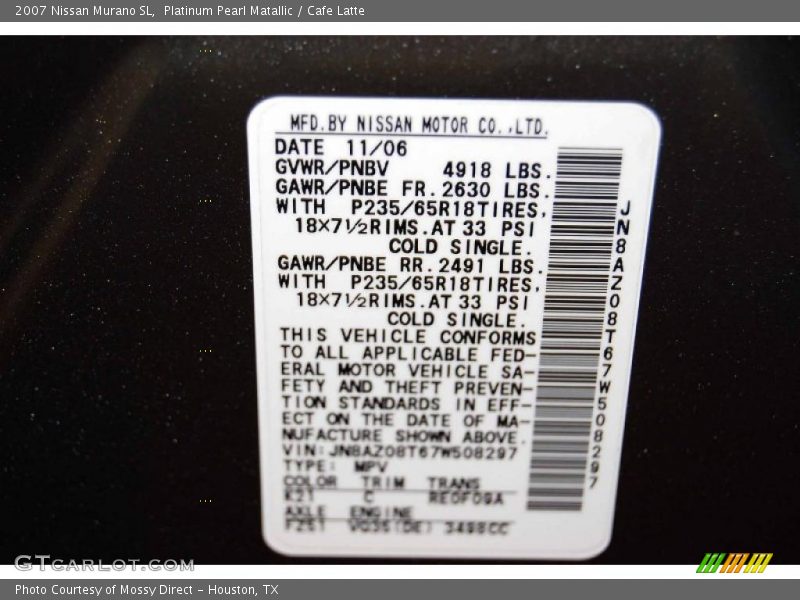 2007 Nissan Murano SL,  Platinum Pearl Matallic / Cafe Latte
MFD.BY NISSAN MOTOR CO.,LTD.
DATE 11/06
GVWR/PNBV 4918 LBS.
GAWR/PNBE FR.2630 LBS.
WITH P235/65R18TIRES,
18×7½RIMS.AT 33 PSI
COLD SINGLE.
GAWR/PNBE RR.2491 LBS.
WITH P235/65R18TIRES,
18×7½RIMS.AT 33 PSI
COLD SINGLE.
THIS VEHICLE CONFORMS
TO ALL APPLICABLE FED-
ERAL MOTOR VEHICLE SA-
FETY AND THEFT PREVEN-
TION STANDARDS IN EFF-
ECT ON THE DATE OF MA-
NUFACTURE SHOWN ABOVE.
VIN:JN8AZ08T67W508297
TYPE: MPV
COLOR TRIM TRANS
K21 C RE0F09A
AXLE ENGINE
VQ35(DE) 3498CC
JN8AZ08T67W508297
GTcarlot.com
Photo Courtesy of Mossy Direct - Houston, TX